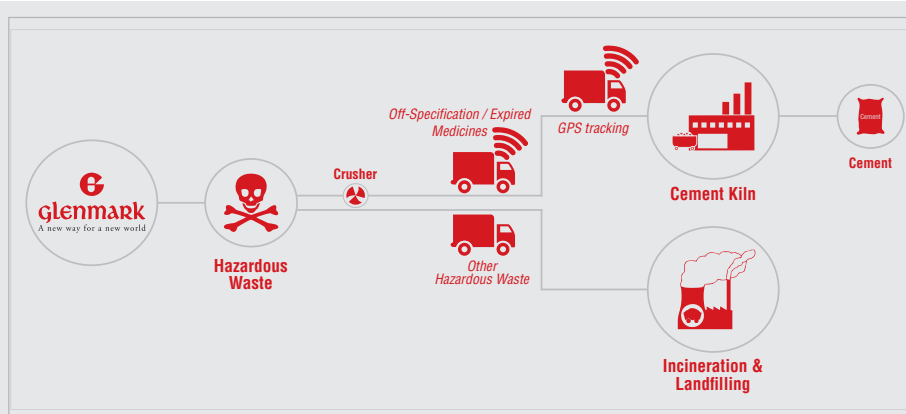 GLENMARK
A new way for a new world
Hazardous
Waste
Crusher
Off-Specification / Expired
Medicines
Other
Hazardous Waste
GPS tracking
Cement Kiln
Cement
Cement
Incineration &
Landfilling